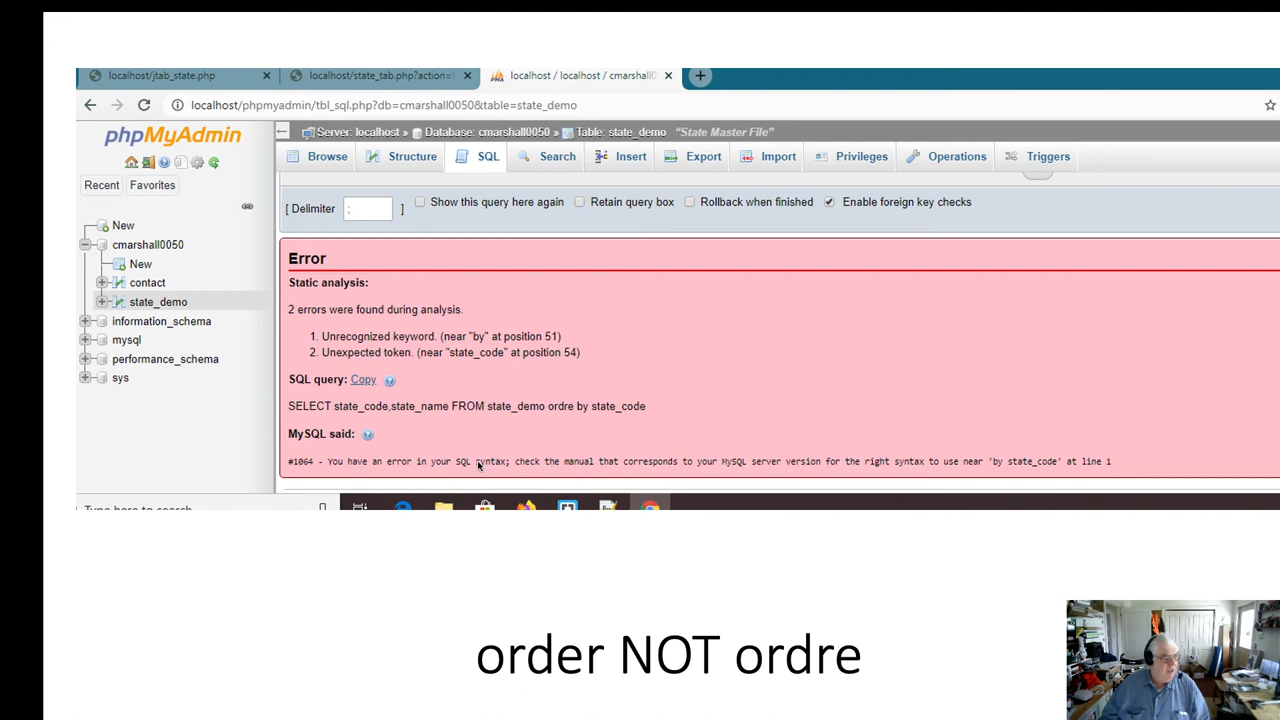 localhost/jtab_state.php
localhost/state_tab.php?action=
localhost / localhost / cmarshall0050
localhost/phpmyadmin/tbl_sql.php?db=cmarshall0050&table=state_demo
phpMyAdmin
Server: localhost » Database: cmarshall0050 » Table: state_demo "State Master File"
Browse Structure SQL Search Insert Export Import Privileges Operations Triggers
Recent Favorites
[ Delimiter ; ] Show this query here again Retain query box Rollback when finished Enable foreign key checks
New
cmarshall0050
New
contact
state_demo
information_schema
mysql
performance_schema
sys
Error
Static analysis:
2 errors were found during analysis.
1. Unrecognized keyword. (near "by" at position 51)
2. Unexpected token. (near "state_code" at position 54)
SQL query: Copy
SELECT state_code,state_name FROM state_demo ordre by state_code
MySQL said:
#1064 - You have an error in your SQL syntax; check the manual that corresponds to your MySQL server version for the right syntax to use near 'by state_code' at line 1
Type here to search
order NOT ordre